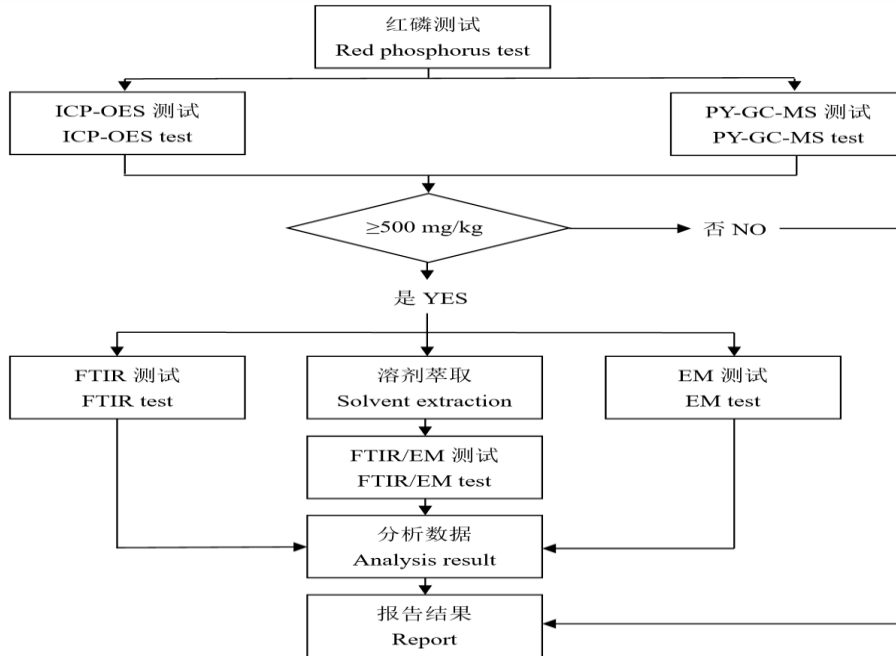 红磷测试
Red phosphorus test
ICP-OES 测试
ICP-OES test
PY-GC-MS 测试
PY-GC-MS test
≥500 mg/kg
否 NO
是 YES
FTIR 测试
FTIR test
溶剂萃取
Solvent extraction
EM 测试
EM test
FTIR/EM 测试
FTIR/EM test
分析数据
Analysis result
报告结果
Report